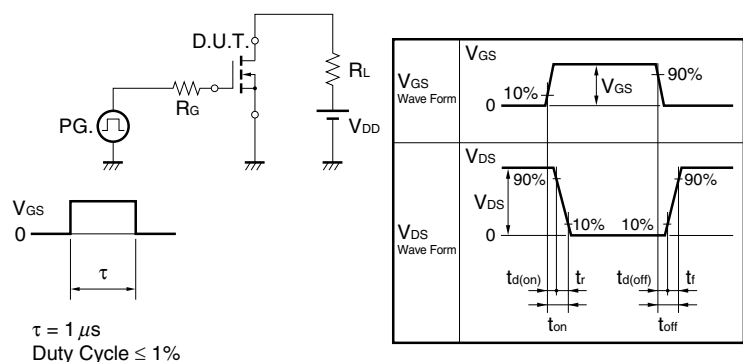 D.U.T.
RL
RG
PG.
VDD
VGS
0
τ
τ = 1 μs
Duty Cycle ≤ 1%
VGS
Wave Form
VGS
10%
0
VGS
90%
VDS
Wave Form
VDS
90%
VDS
10%
0
10%
90%
td(on)
tr
td(off)
tf
ton
toff